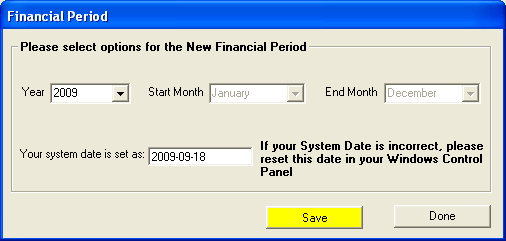 Financial Period
Please select options for the New Financial Period
Year 2009 Start Month January End Month December
Your system date is set as: 2009-09-18 If your System Date is incorrect, please
reset this date in your Windows Control
Panel
Save Done